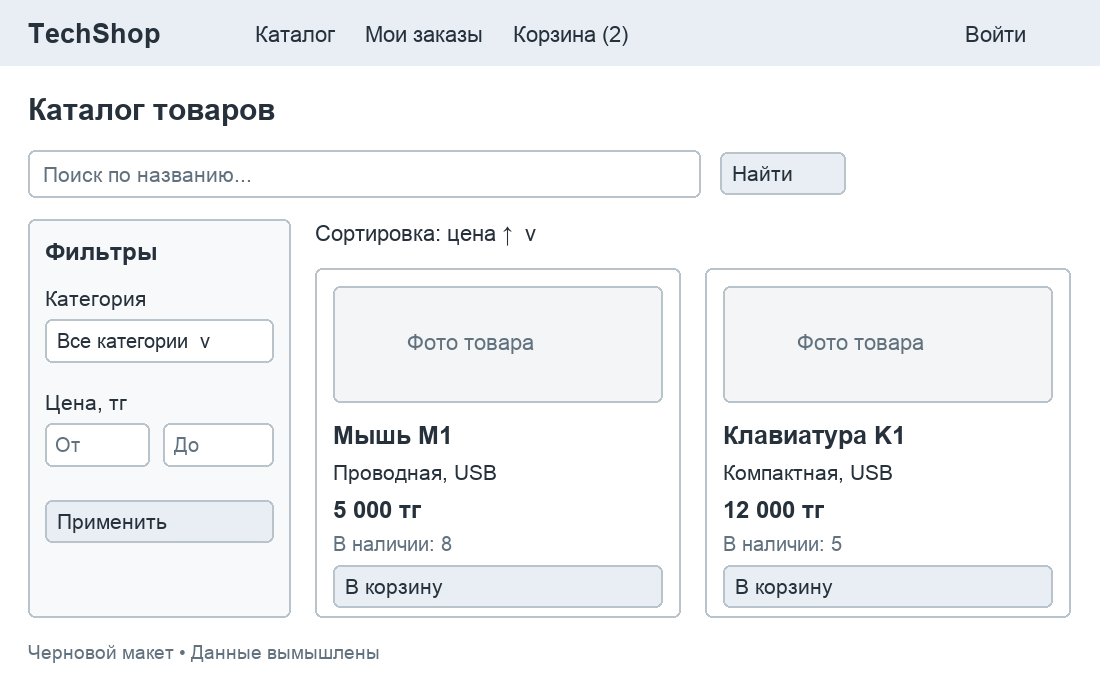 TechShop Каталог Мои заказы Корзина (2) Войти
Каталог товаров
Поиск по названию... Найти
Фильтры
Категория
Все категории v
Цена, тг
От До
Применить
Сортировка: цена ↑ v
Фото товара
Мышь M1
Проводная, USB
5 000 тг
В наличии: 8
В корзину
Фото товара
Клавиатура K1
Компактная, USB
12 000 тг
В наличии: 5
В корзину
Черновой макет • Данные вымышлены